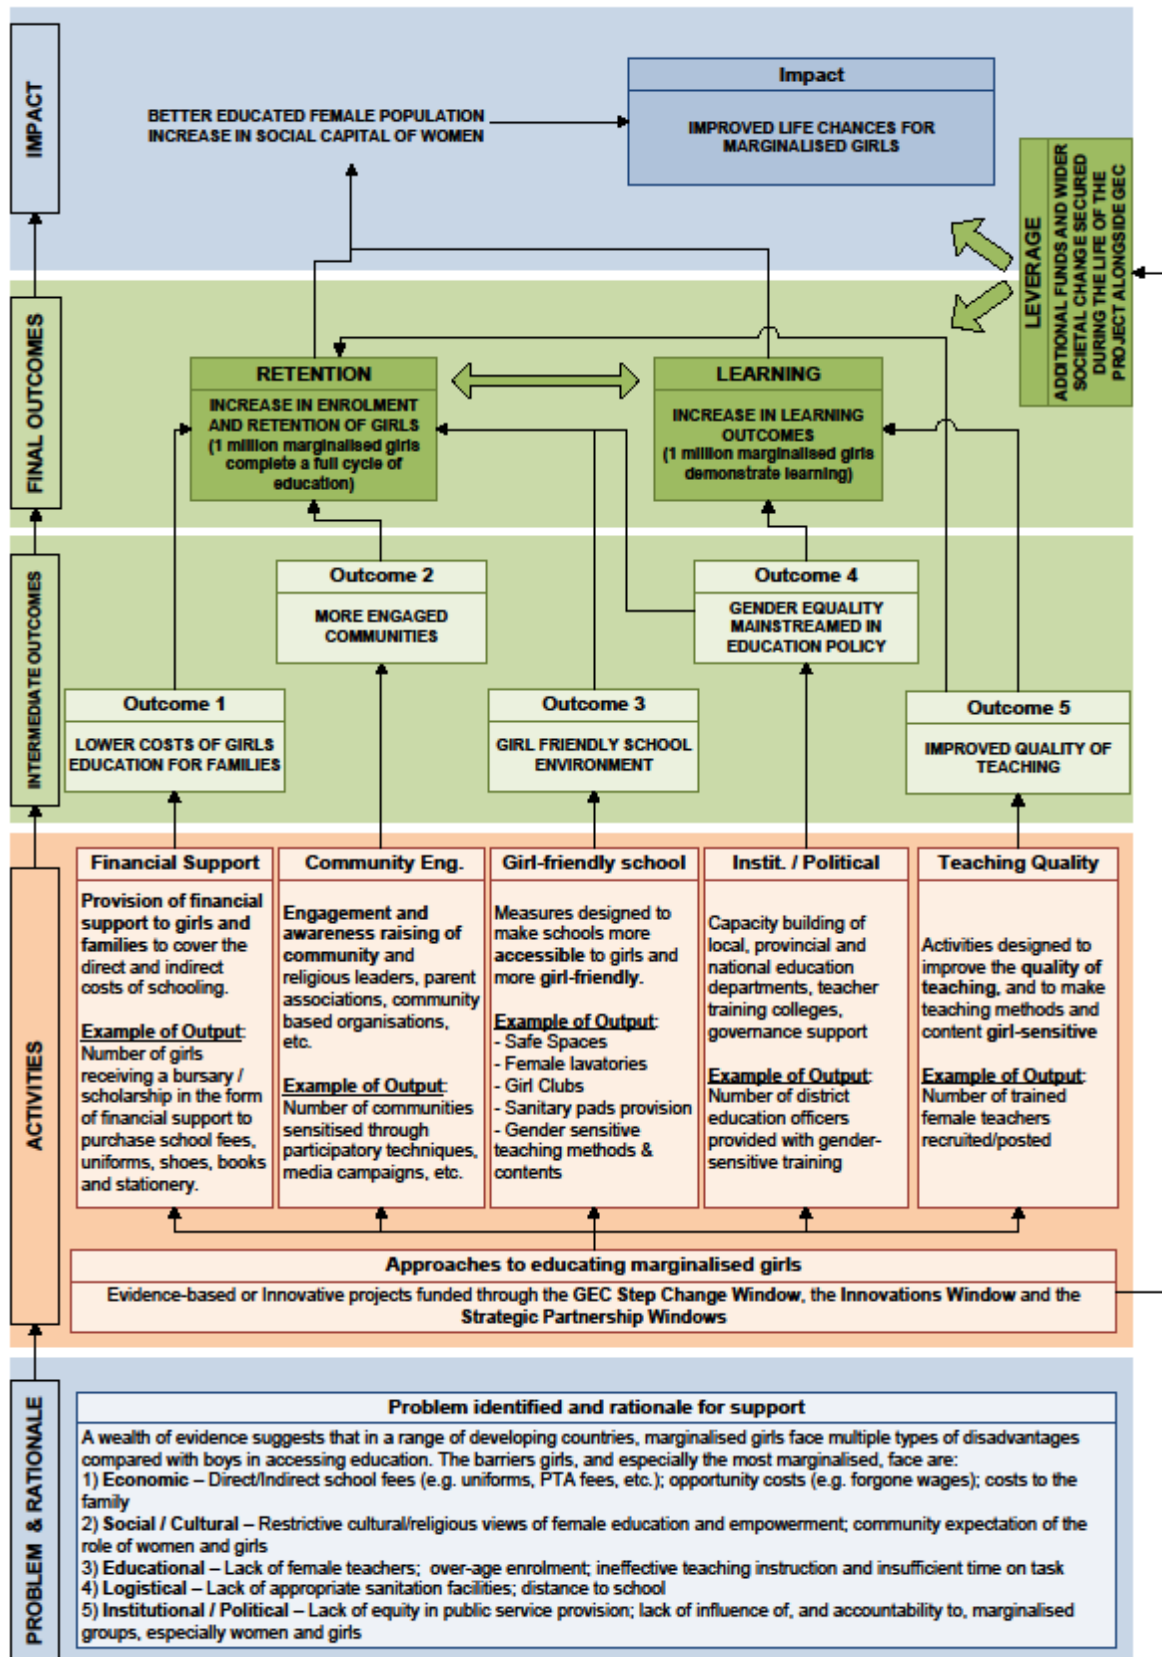 IMPACT
BETTER EDUCATED FEMALE POPULATION
INCREASE IN SOCIAL CAPITAL OF WOMEN
Impact
IMPROVED LIFE CHANCES FOR
MARGINALISED GIRLS
LEVERAGE
ADDITIONAL FUNDS AND WIDER
SOCIETAL CHANGE SECURED
DURING THE LIFE OF THE
PROJECT ALONGSIDE GEC
FINAL OUTCOMES
RETENTION
INCREASE IN ENROLMENT
AND RETENTION OF GIRLS
(1 million marginalised girls
complete a full cycle of
education)
LEARNING
INCREASE IN LEARNING
OUTCOMES
(1 million marginalised girls
demonstrate learning)
INTERMEDIATE OUTCOMES
Outcome 2
MORE ENGAGED
COMMUNITIES
Outcome 4
GENDER EQUALITY
MAINSTREAMED IN
EDUCATION POLICY
Outcome 1
LOWER COSTS OF GIRLS
EDUCATION FOR FAMILIES
Outcome 3
GIRL FRIENDLY SCHOOL
ENVIRONMENT
Outcome 5
IMPROVED QUALITY OF
TEACHING
ACTIVITIES
Financial Support
Provision of financial
support to girls and
families to cover the
direct and indirect
costs of schooling.
Example of Output:
Number of girls
receiving a bursary /
scholarship in the form
of financial support to
purchase school fees,
uniforms, shoes, books
and stationery.
Community Eng.
Engagement and
awareness raising of
community and
religious leaders, parent
associations, community
based organisations,
etc.
Example of Output:
Number of communities
sensitised through
participatory techniques,
media campaigns, etc.
Girl-friendly school
Measures designed to
make schools more
accessible to girls and
more girl-friendly.
Example of Output:
- Safe Spaces
- Female lavatories
- Girl Clubs
- Sanitary pads provision
- Gender sensitive
teaching methods &
contents
Instit. / Political
Capacity building of
local, provincial and
national education
departments, teacher
training colleges,
governance support
Example of Output:
Number of district
education officers
provided with gender-
sensitive training
Teaching Quality
Activities designed to
improve the quality of
teaching, and to make
teaching methods and
content girl-sensitive
Example of Output:
Number of trained
female teachers
recruited/posted
Approaches to educating marginalised girls
Evidence-based or Innovative projects funded through the GEC Step Change Window, the Innovations Window and the
Strategic Partnership Windows
PROBLEM & RATIONALE
Problem identified and rationale for support
A wealth of evidence suggests that in a range of developing countries, marginalised girls face multiple types of disadvantages
compared with boys in accessing education. The barriers girls, and especially the most marginalised, face are:
1) Economic – Direct/Indirect school fees (e.g. uniforms, PTA fees, etc.); opportunity costs (e.g. forgone wages); costs to the
family
2) Social / Cultural – Restrictive cultural/religious views of female education and empowerment; community expectation of the
role of women and girls
3) Educational – Lack of female teachers; over-age enrolment; ineffective teaching instruction and insufficient time on task
4) Logistical – Lack of appropriate sanitation facilities; distance to school
5) Institutional / Political – Lack of equity in public service provision; lack of influence of, and accountability to, marginalised
groups, especially women and girls